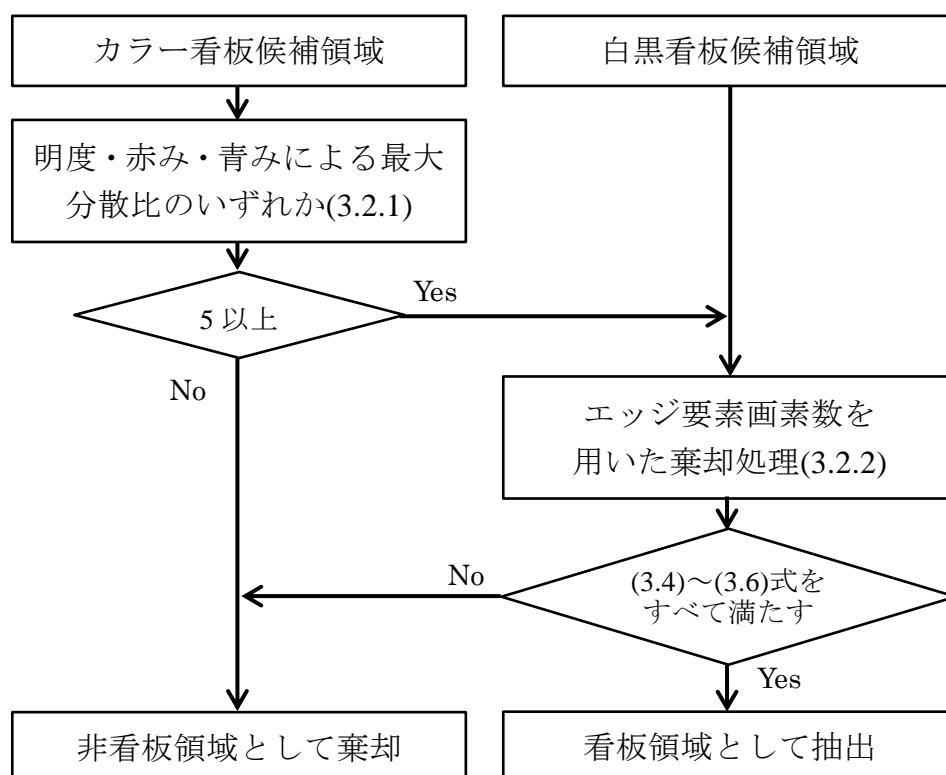 カラー看板候補領域
白黒看板候補領域
明度・赤み・青みによる最大
分散比のいずれか(3.2.1)
5 以上
Yes
No
エッジ要素画素数を
用いた棄却処理(3.2.2)
(3.4)～(3.6)式を
すべて満たす
No
Yes
非看板領域として棄却
看板領域として抽出